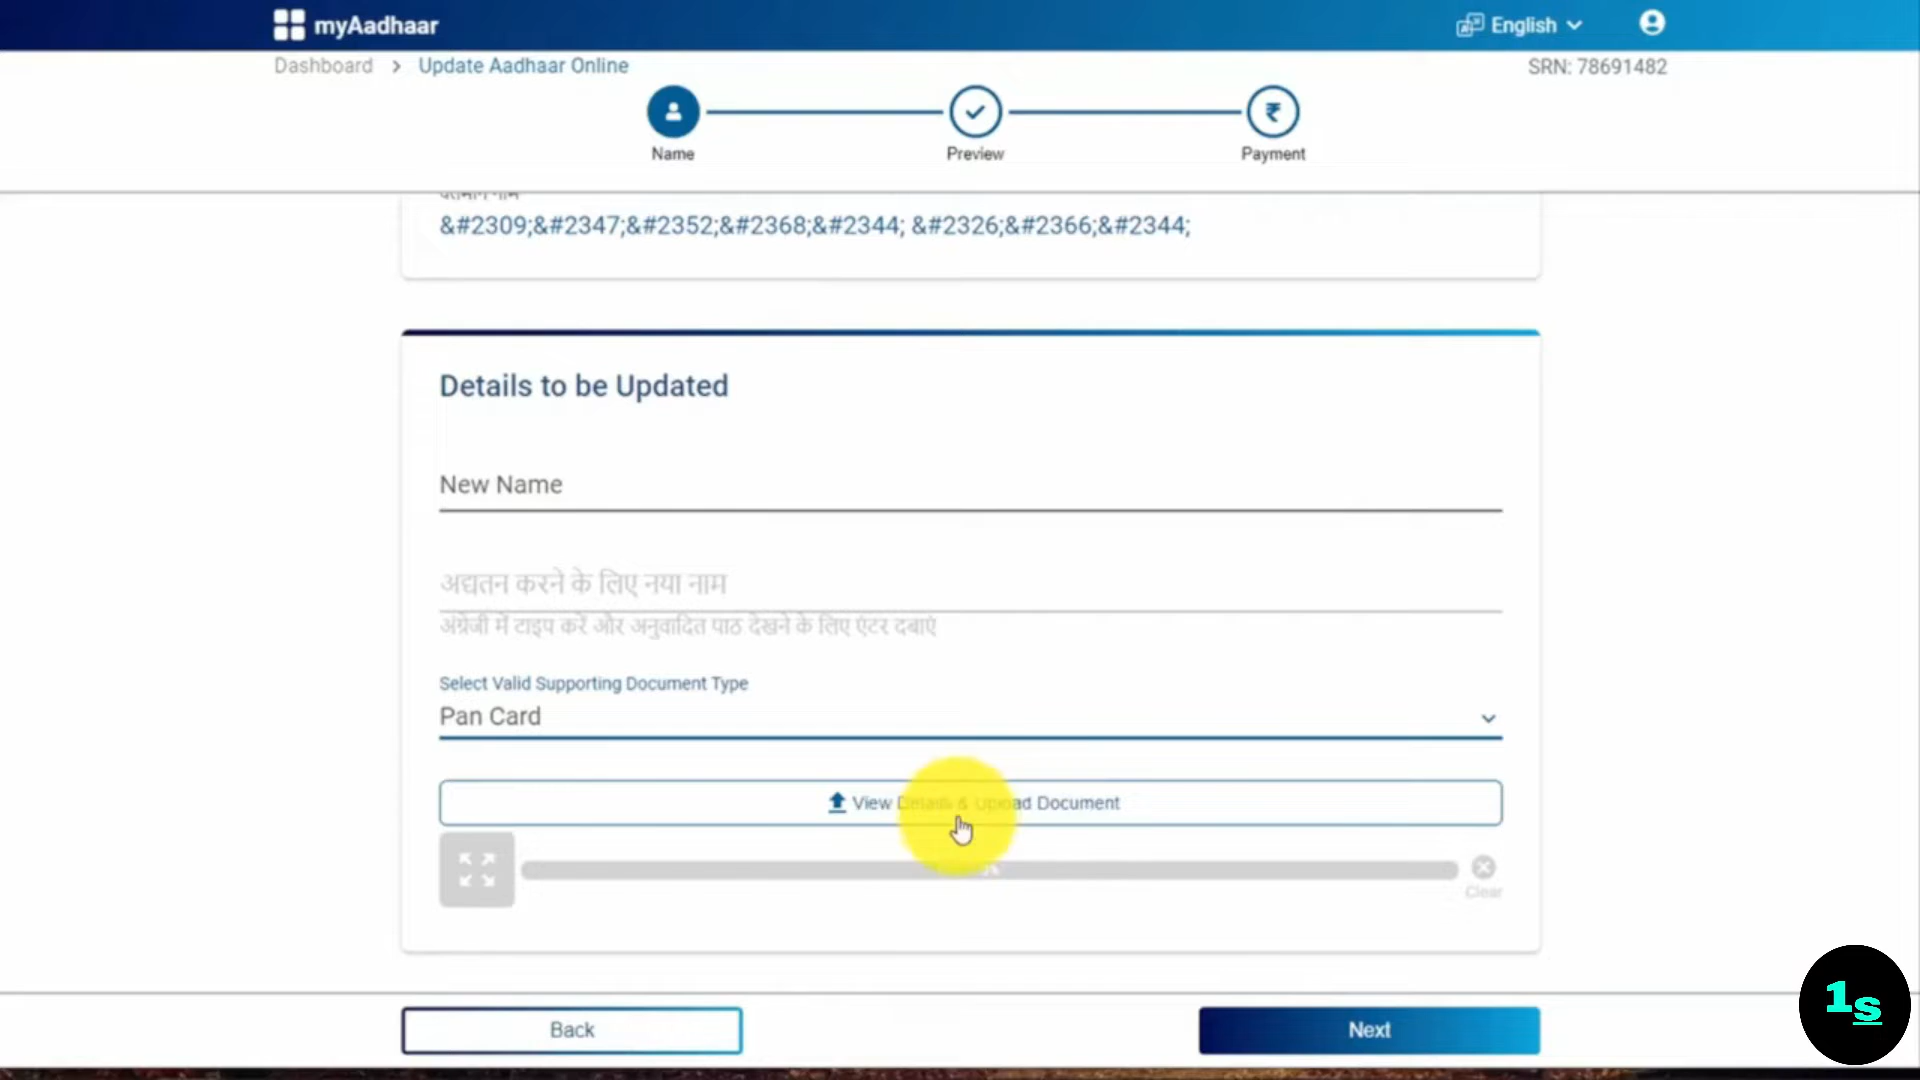 myAadhaar
English
Dashboard > Update Aadhaar Online
SRN: 78691482
Name
Preview
Payment
&#2309;&#2347;&#2352;&#2368;&#2344; &#2326;&#2366;&#2344;
Details to be Updated
New Name
अद्यतन करने के लिए नया नाम
अंग्रेजी में टाइप करें और अनुवादित पाठ देखने के लिए एंटर दबाएं
Select Valid Supporting Document Type
Pan Card
View Details & Upload Document
Clear
Back
Next
1s